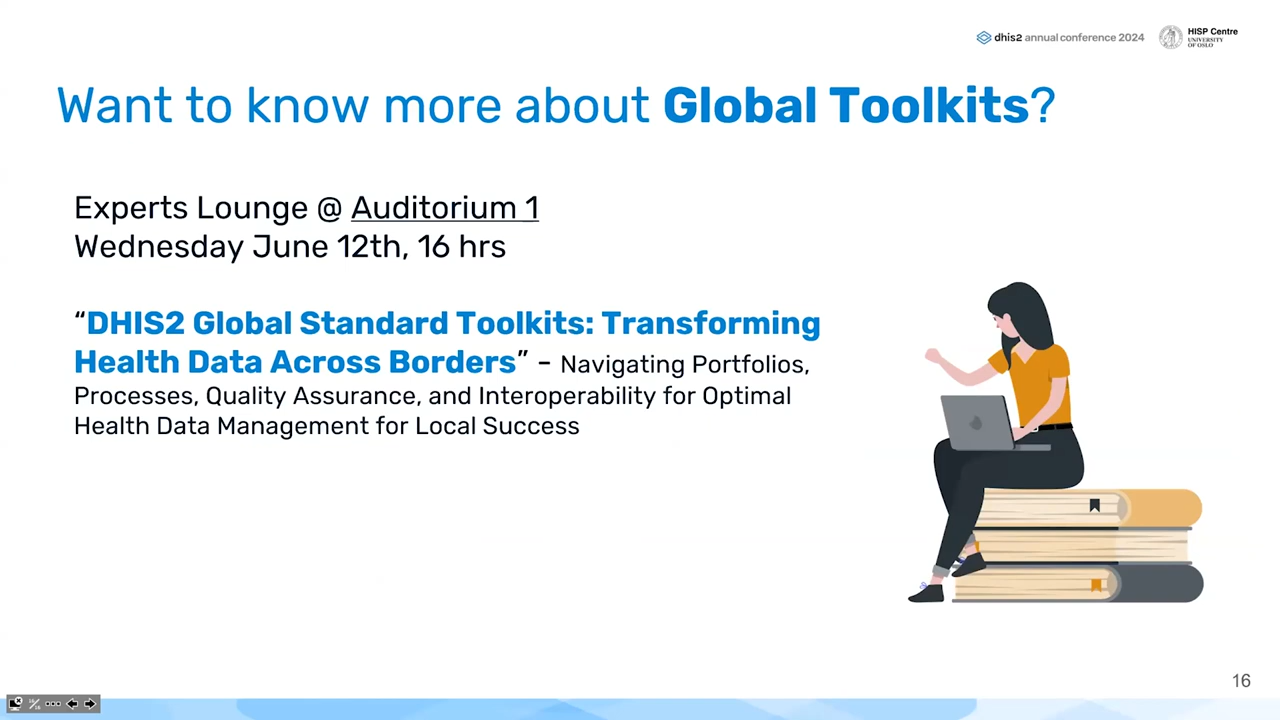 dhis2 annual conference 2024
HISP Centre
UNIVERSITY
OF OSLO
Want to know more about Global Toolkits?
Experts Lounge @ Auditorium 1
Wednesday June 12th, 16 hrs
“DHIS2 Global Standard Toolkits: Transforming
Health Data Across Borders” – Navigating Portfolios,
Processes, Quality Assurance, and Interoperability for Optimal
Health Data Management for Local Success
16